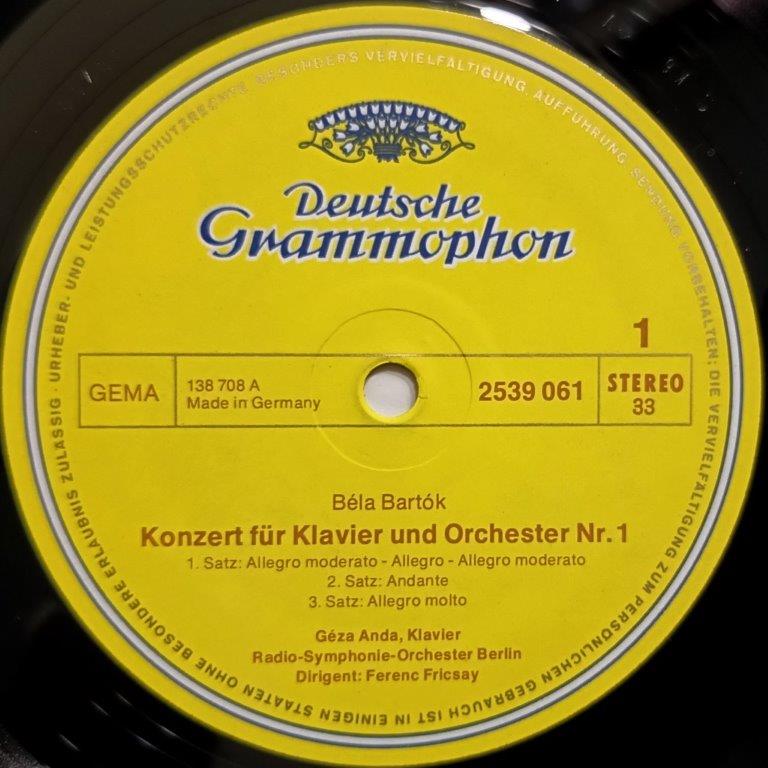 Deutsche
Grammophon
1
GEMA
138 708 A
Made in Germany
2539 061
STEREO
33
Béla Bartók
Konzert für Klavier und Orchester Nr. 1
1. Satz: Allegro moderato - Allegro - Allegro moderato
2. Satz: Andante
3. Satz: Allegro molto
Géza Anda, Klavier
Radio-Symphonie-Orchester Berlin
Dirigent: Ferenc Fricsay
URHEBER- UND LEISTUNGSSCHUTZRECHTE, BESONDERS VERVIELFÄLTIGUNG, AUFFÜHRUNG, SENDUNG VORBEHALTEN; DIE VERVIELFÄLTIGUNG ZUM PERSÖNLICHEN GEBRAUCH IST IN EINIGEN STAATEN OHNE BESONDERE ERLAUBNIS ZULÄSSIG ·